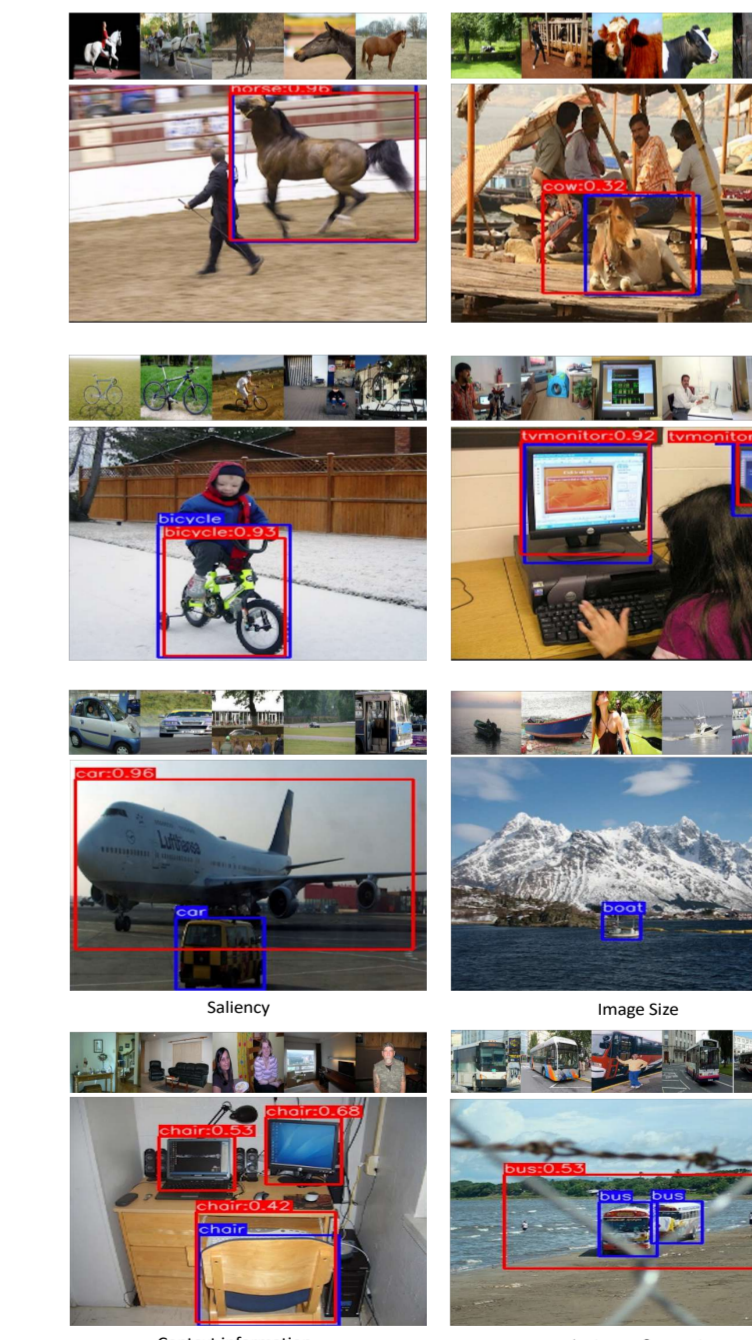 horse:0.96
cow:0.32
bicycle
bicycle:0.93
tvmonitor:0.92
tvmonitor
car:0.96
Lufthansa
car
boat
Saliency
Image Size
chair:0.53
chair:0.68
chair:0.42
chair
bus:0.53
bus
bus